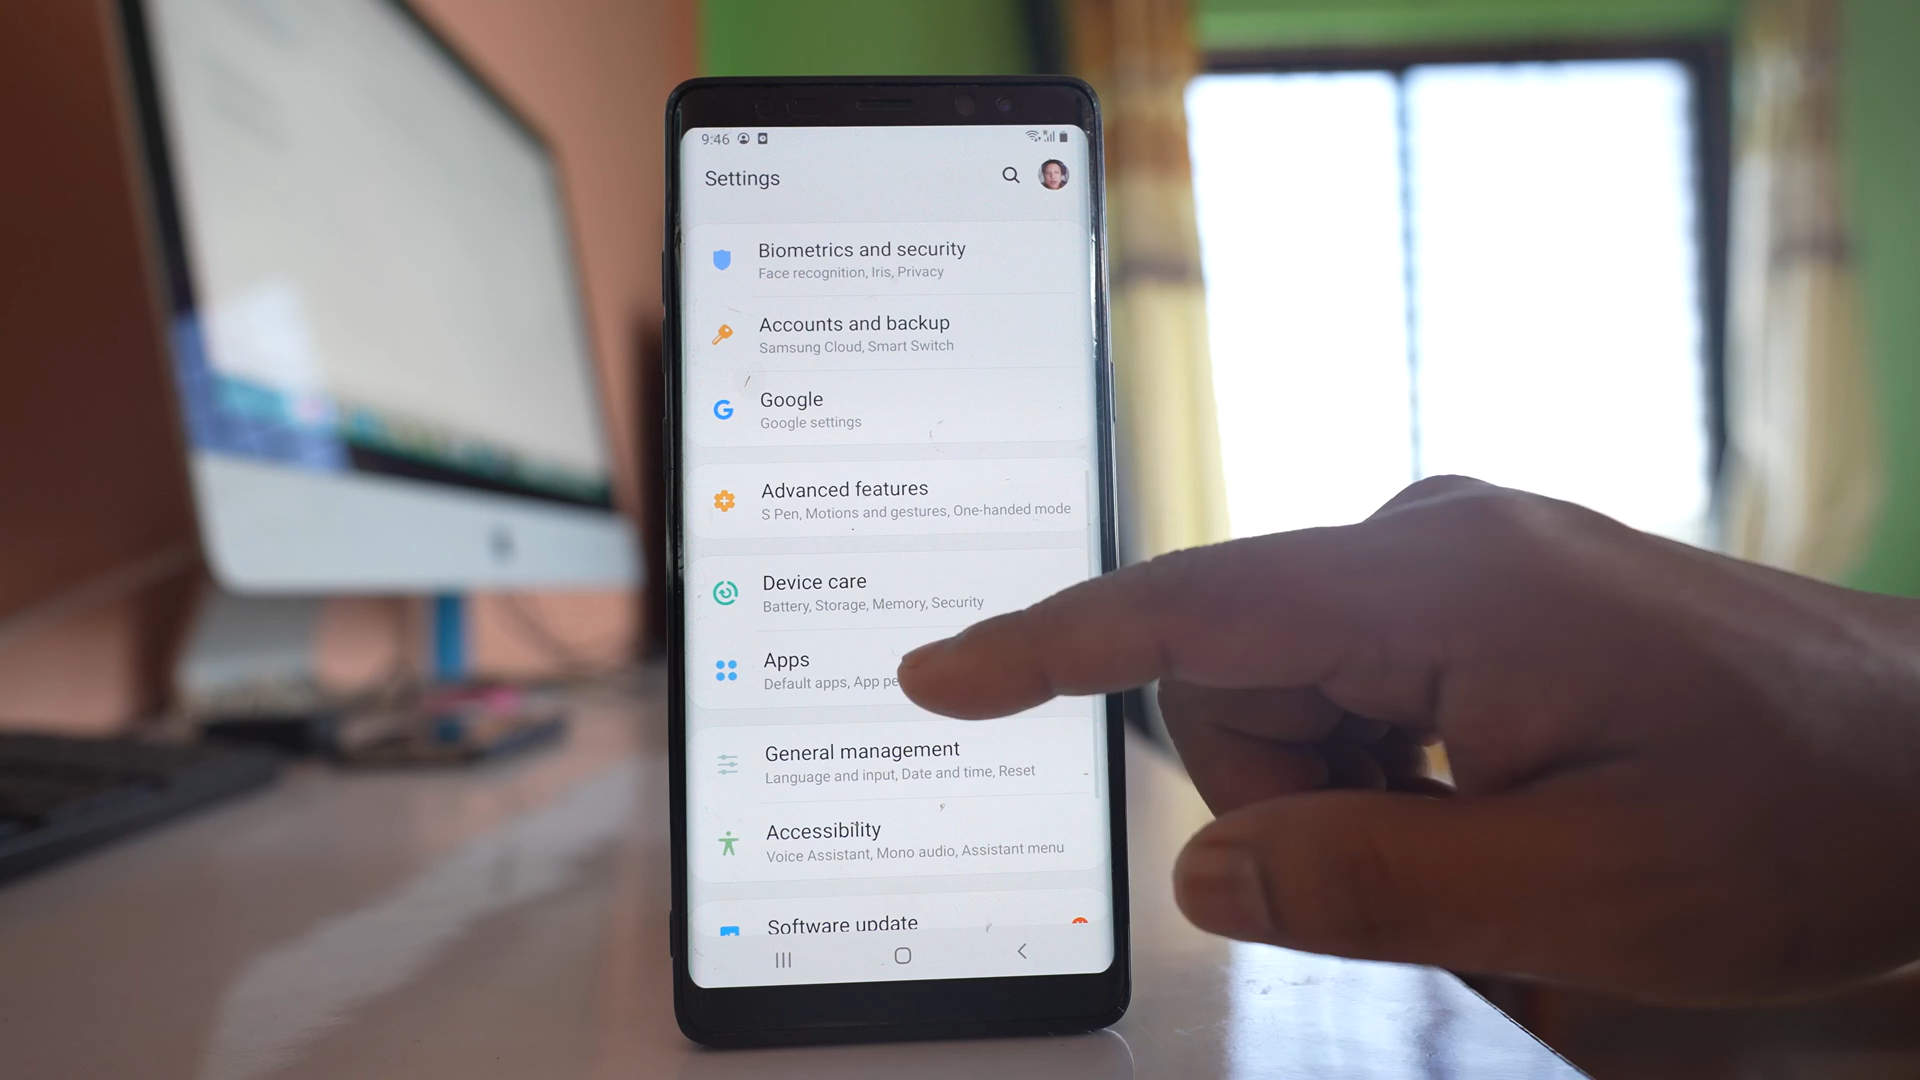 9:46
Settings
Biometrics and security
Face recognition, Iris, Privacy
Accounts and backup
Samsung Cloud, Smart Switch
Google
Google settings
Advanced features
S Pen, Motions and gestures, One-handed mode
Device care
Battery, Storage, Memory, Security
Apps
Default apps, App pe
General management
Language and input, Date and time, Reset
Accessibility
Voice Assistant, Mono audio, Assistant menu
Software update